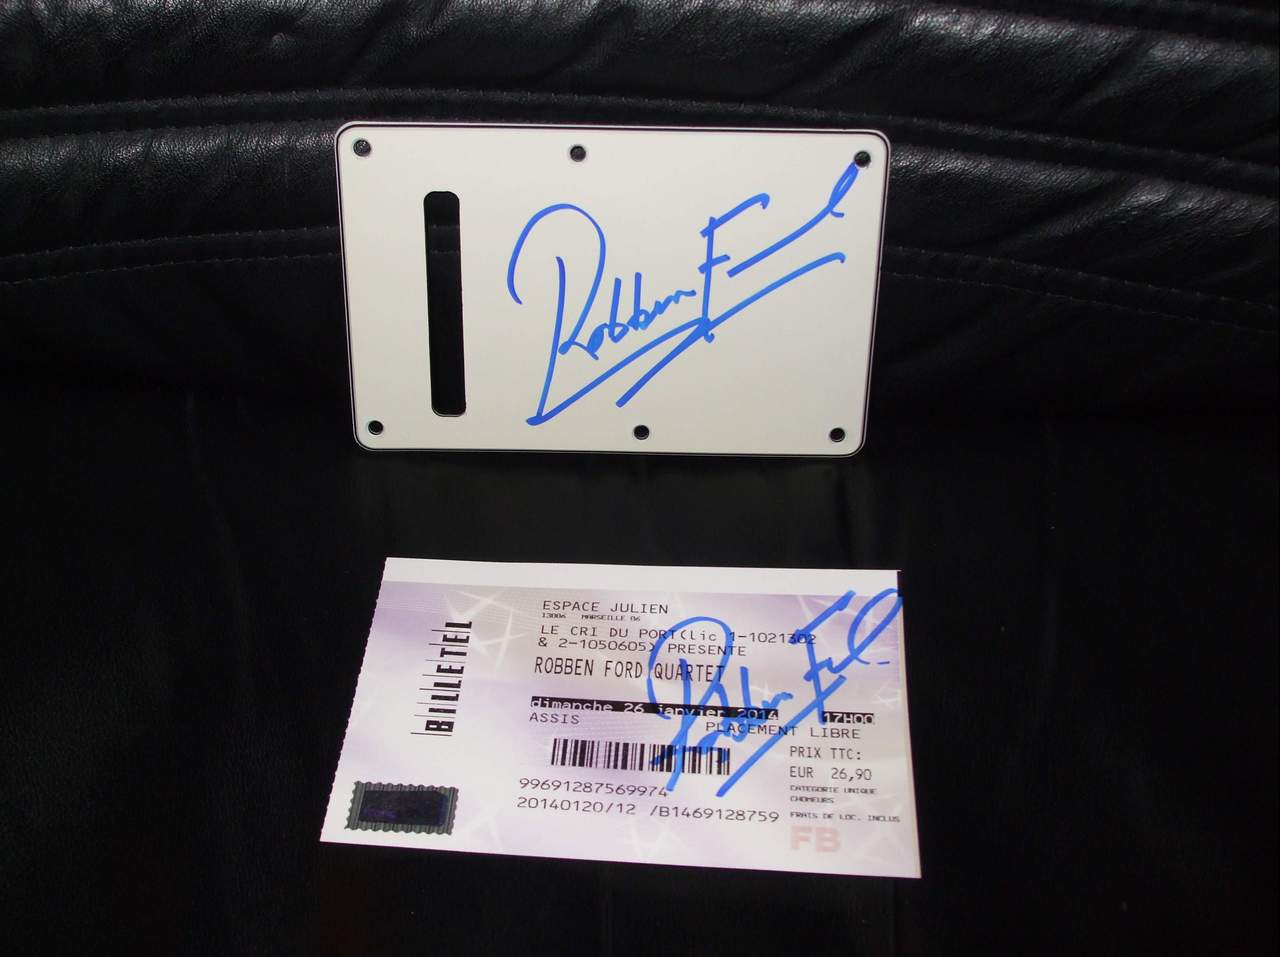 Robben Ford
BILLETEL
ESPACE JULIEN
13006 MARSEILLE 06
LE CRI DU PORT(lic 1-1021302
& 2-1050605) PRESENTE
ROBBEN FORD QUARTET
dimanche 26 janvier 2014 17H00
ASSIS
PLACEMENT LIBRE
PRIX TTC:
EUR 26,90
CATEGORIE UNIQUE
CHOMEURS
FRAIS DE LOC. INCLUS
99691287569974
20140120/12 /B1469128759
FB
Robben Ford